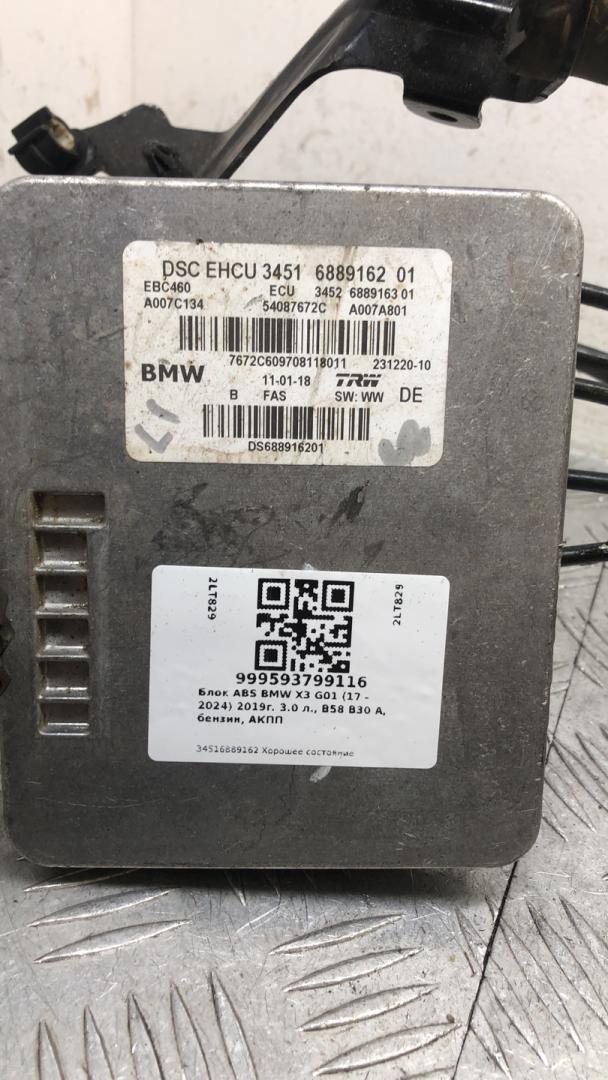 DSC EHCU 3451 6889162 01
EBC460 ECU 3452 6889163 01
A007C134 54087672C A007A801
7672C609708118011 231220-10
BMW 11-01-18 TRW
B FAS SW: WW DE
DS688916201
2LT829
2LT829
999593799116
Блок ABS BMW X3 G01 (17 -
2024) 2019г. 3.0 л., B58 B30 A,
бензин, АКПП
34516889162 Хорошее состояние